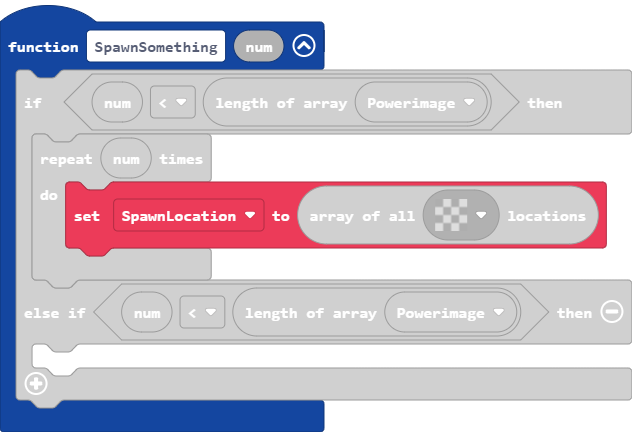 function SpawnSomething num
if num < length of array Powerimage then
repeat num times
do
set SpawnLocation to array of all locations
else if num < length of array Powerimage then